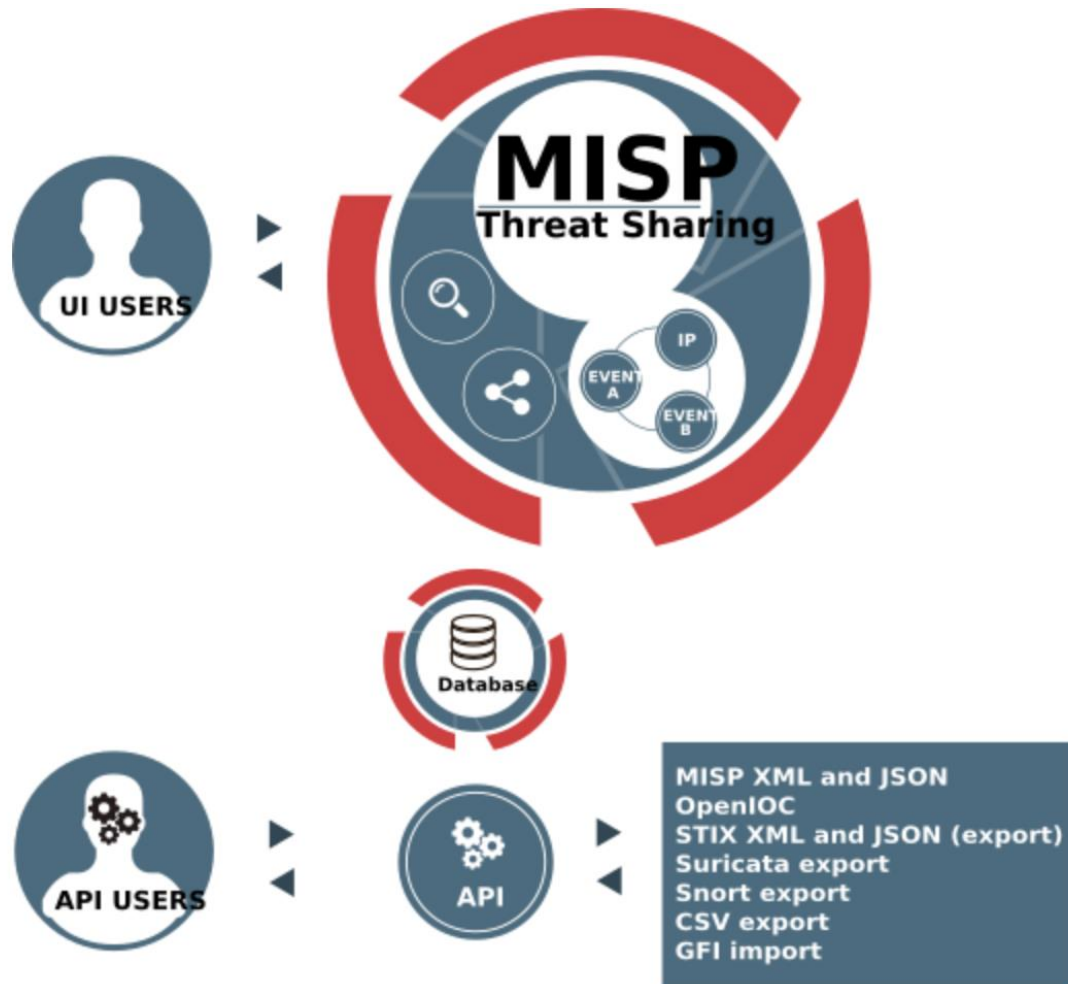 MISP
Threat Sharing
UI USERS
IP
EVENT
A
EVENT
B
Database
API USERS
API
MISP XML and JSON
OpenIOC
STIX XML and JSON (export)
Suricata export
Snort export
CSV export
GFI import